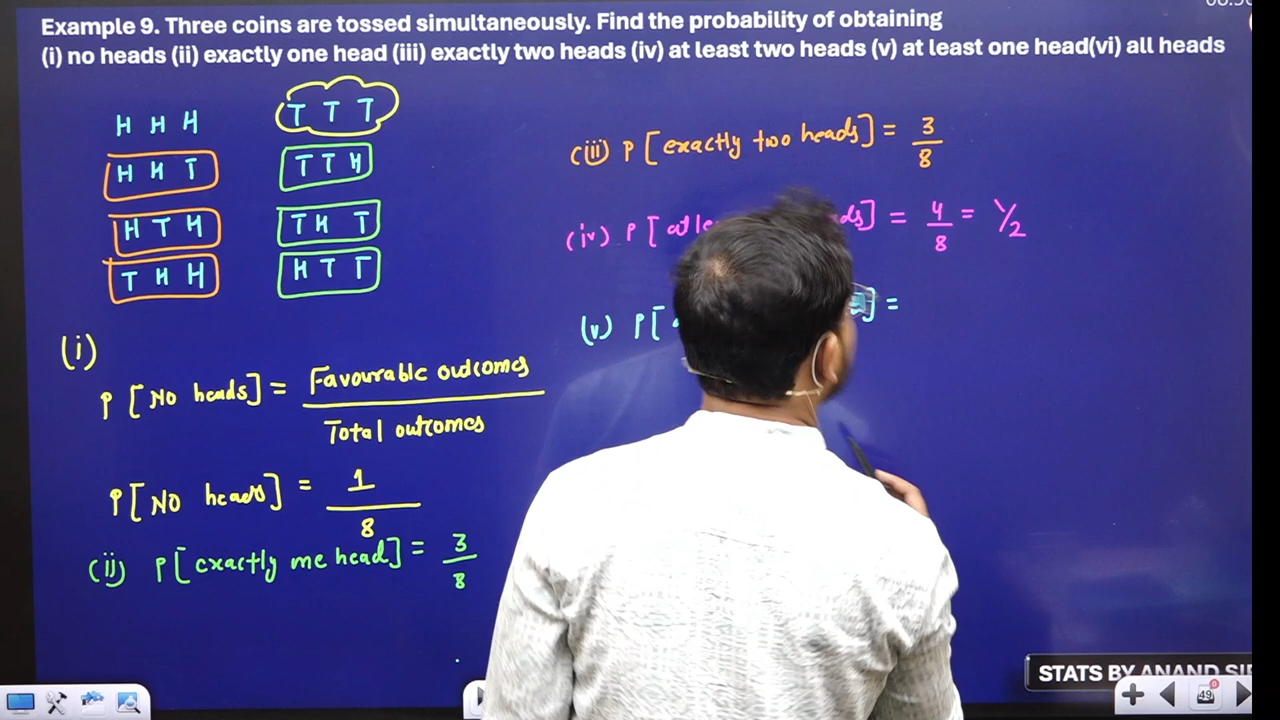 Example 9. Three coins are tossed simultaneously. Find the probability of obtaining
(i) no heads (ii) exactly one head (iii) exactly two heads (iv) at least two heads (v) at least one head(vi) all heads
H H H
T T T
H H T
T T H
H T H
T H T
T H H
H T T
(i)
P [No heads] = Favourable outcomes / Total outcomes
P[No heads] = 1/8
(ii) P[exactly one head] = 3/8
(iii) P [exactly two heads] = 3/8
(iv) P [at = 4/8 = 1/2
(v) P[ ] =
STATS BY ANAND
49